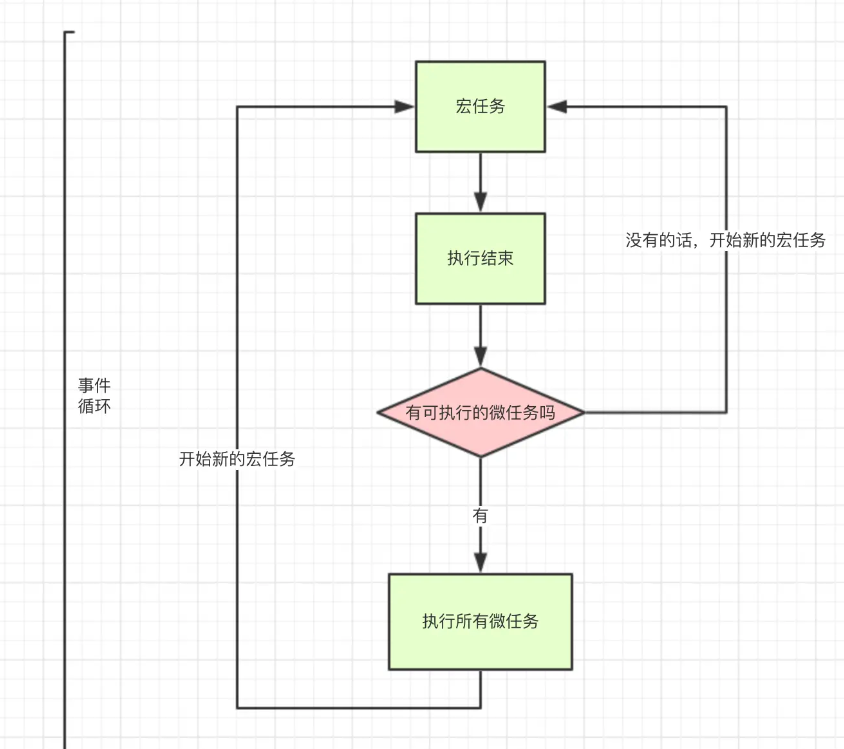 宏任务
执行结束
没有的话，开始新的宏任务
事件
循环
有可执行的微任务吗
开始新的宏任务
有
执行所有微任务